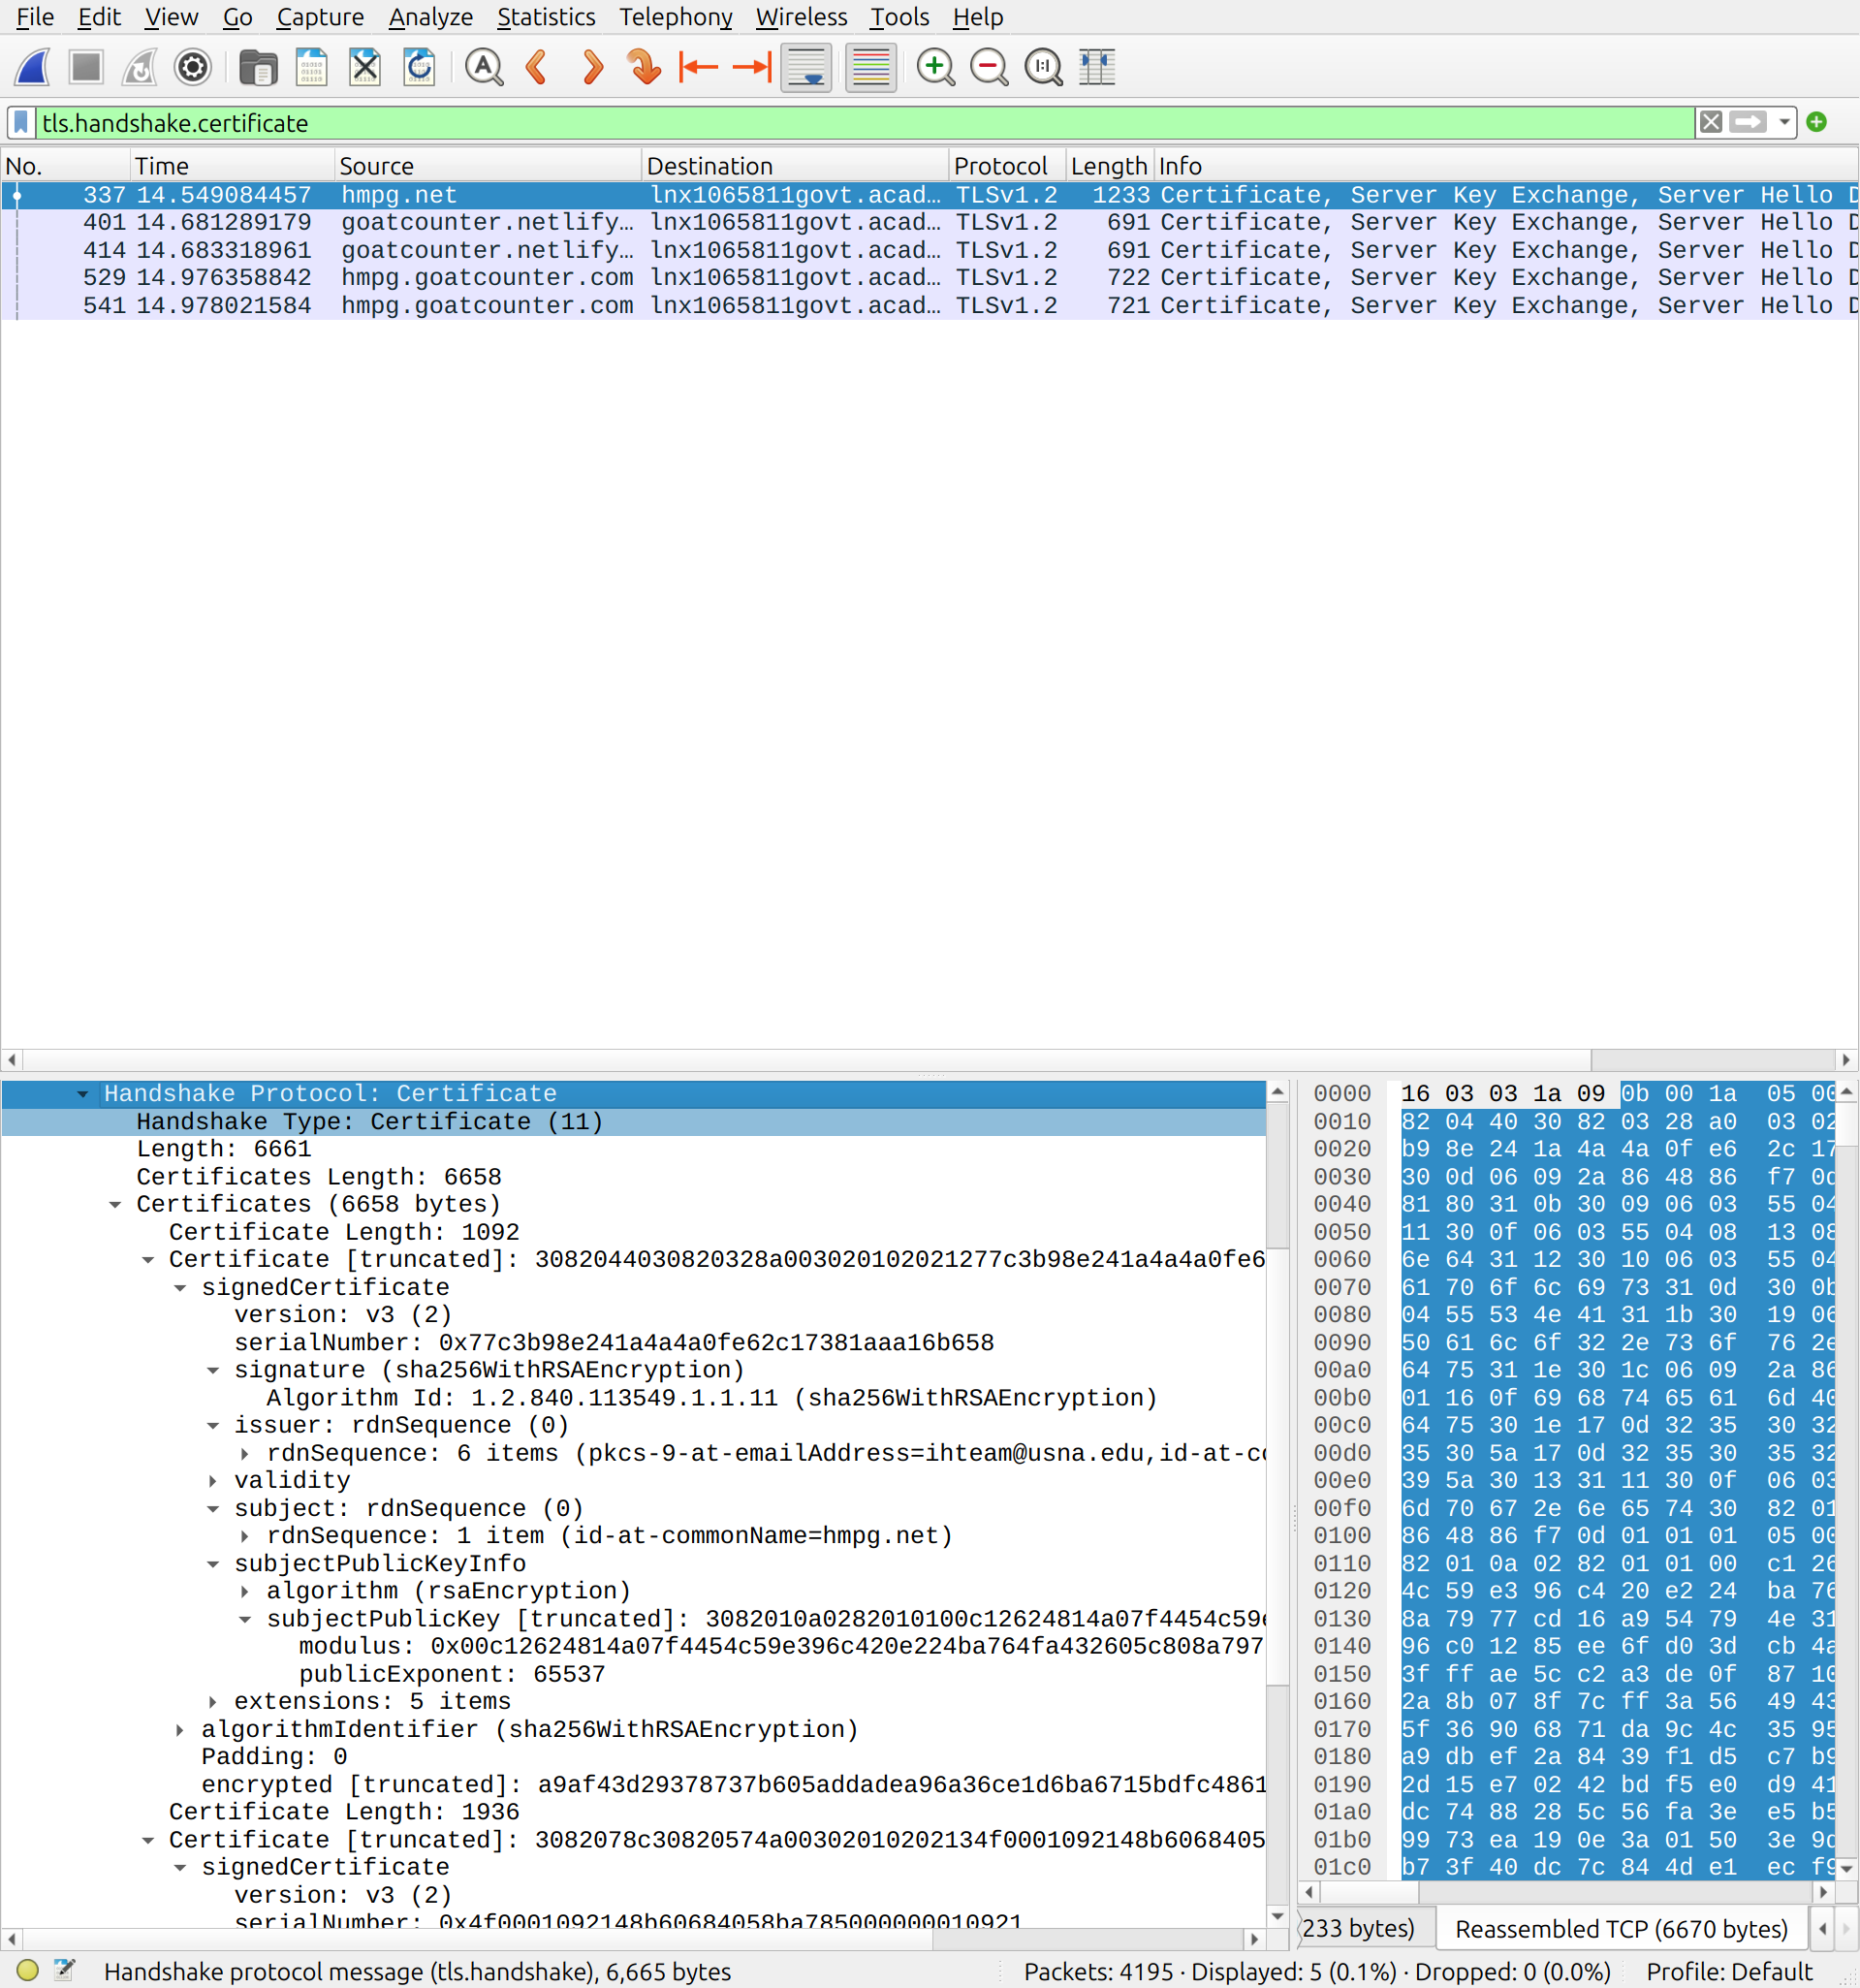 File Edit View Go Capture Analyze Statistics Telephony Wireless Tools Help
tls.handshake.certificate
No. Time Source Destination Protocol Length Info
337 14.549084457 hmpg.net lnx1065811govt.acad… TLSv1.2 1233 Certificate, Server Key Exchange, Server Hello D
401 14.681289179 goatcounter.netlify… lnx1065811govt.acad… TLSv1.2 691 Certificate, Server Key Exchange, Server Hello D
414 14.683318961 goatcounter.netlify… lnx1065811govt.acad… TLSv1.2 691 Certificate, Server Key Exchange, Server Hello D
529 14.976358842 hmpg.goatcounter.com lnx1065811govt.acad… TLSv1.2 722 Certificate, Server Key Exchange, Server Hello D
541 14.978021584 hmpg.goatcounter.com lnx1065811govt.acad… TLSv1.2 721 Certificate, Server Key Exchange, Server Hello D
Handshake Protocol: Certificate
Handshake Type: Certificate (11)
Length: 6661
Certificates Length: 6658
Certificates (6658 bytes)
Certificate Length: 1092
Certificate [truncated]: 3082044030820328a003020102021277c3b98e241a4a4a0fe6
signedCertificate
version: v3 (2)
serialNumber: 0x77c3b98e241a4a4a0fe62c17381aaa16b658
signature (sha256WithRSAEncryption)
Algorithm Id: 1.2.840.113549.1.1.11 (sha256WithRSAEncryption)
issuer: rdnSequence (0)
rdnSequence: 6 items (pkcs-9-at-emailAddress=ihteam@usna.edu,id-at-co
validity
subject: rdnSequence (0)
rdnSequence: 1 item (id-at-commonName=hmpg.net)
subjectPublicKeyInfo
algorithm (rsaEncryption)
subjectPublicKey [truncated]: 3082010a0282010100c12624814a07f4454c59e
modulus: 0x00c12624814a07f4454c59e396c420e224ba764fa432605c808a797
publicExponent: 65537
extensions: 5 items
algorithmIdentifier (sha256WithRSAEncryption)
Padding: 0
encrypted [truncated]: a9af43d29378737b605addadea96a36ce1d6ba6715bdfc4861
Certificate Length: 1936
Certificate [truncated]: 3082078c30820574a00302010202134f0001092148b6068405
signedCertificate
version: v3 (2)
serialNumber: 0x4f0001092148b60684058ba785000000010921
0000 16 03 03 1a 09 0b 00 1a 05 00
0010 82 04 40 30 82 03 28 a0 03 02
0020 b9 8e 24 1a 4a 4a 0f e6 2c 17
0030 30 0d 06 09 2a 86 48 86 f7 0d
0040 81 80 31 0b 30 09 06 03 55 04
0050 11 30 0f 06 03 55 04 08 13 08
0060 6e 64 31 12 30 10 06 03 55 04
0070 61 70 6f 6c 69 73 31 0d 30 0b
0080 04 55 53 4e 41 31 1b 30 19 06
0090 50 61 6c 6f 32 2e 73 6f 76 2e
00a0 64 75 31 1e 30 1c 06 09 2a 86
00b0 01 16 0f 69 68 74 65 61 6d 40
00c0 64 75 30 1e 17 0d 32 35 30 32
00d0 35 30 5a 17 0d 32 35 30 35 32
00e0 39 5a 30 13 31 11 30 0f 06 03
00f0 6d 70 67 2e 6e 65 74 30 82 01
0100 86 48 86 f7 0d 01 01 01 05 00
0110 82 01 0a 02 82 01 01 00 c1 26
0120 4c 59 e3 96 c4 20 e2 24 ba 76
0130 8a 79 77 cd 16 a9 54 79 4e 31
0140 96 c0 12 85 ee 6f d0 3d cb 4a
0150 3f ff ae 5c c2 a3 de 0f 87 10
0160 2a 8b 07 8f 7c ff 3a 56 49 43
0170 5f 36 90 68 71 da 9c 4c 35 95
0180 a9 db ef 2a 84 39 f1 d5 c7 b9
0190 2d 15 e7 02 42 bd f5 e0 d9 41
01a0 dc 74 88 28 5c 56 fa 3e e5 b5
01b0 99 73 ea 19 0e 3a 01 50 3e 9d
01c0 b7 3f 40 dc 7c 84 4d e1 ec f9
233 bytes) Reassembled TCP (6670 bytes)
Handshake protocol message (tls.handshake), 6,665 bytes
Packets: 4195 · Displayed: 5 (0.1%) · Dropped: 0 (0.0%) Profile: Default